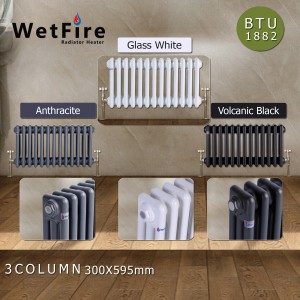 WetFire
Radiator Heater
BTU
1882
Glass White
Anthracite
Volcanic Black
3COLUMN 300X595mm